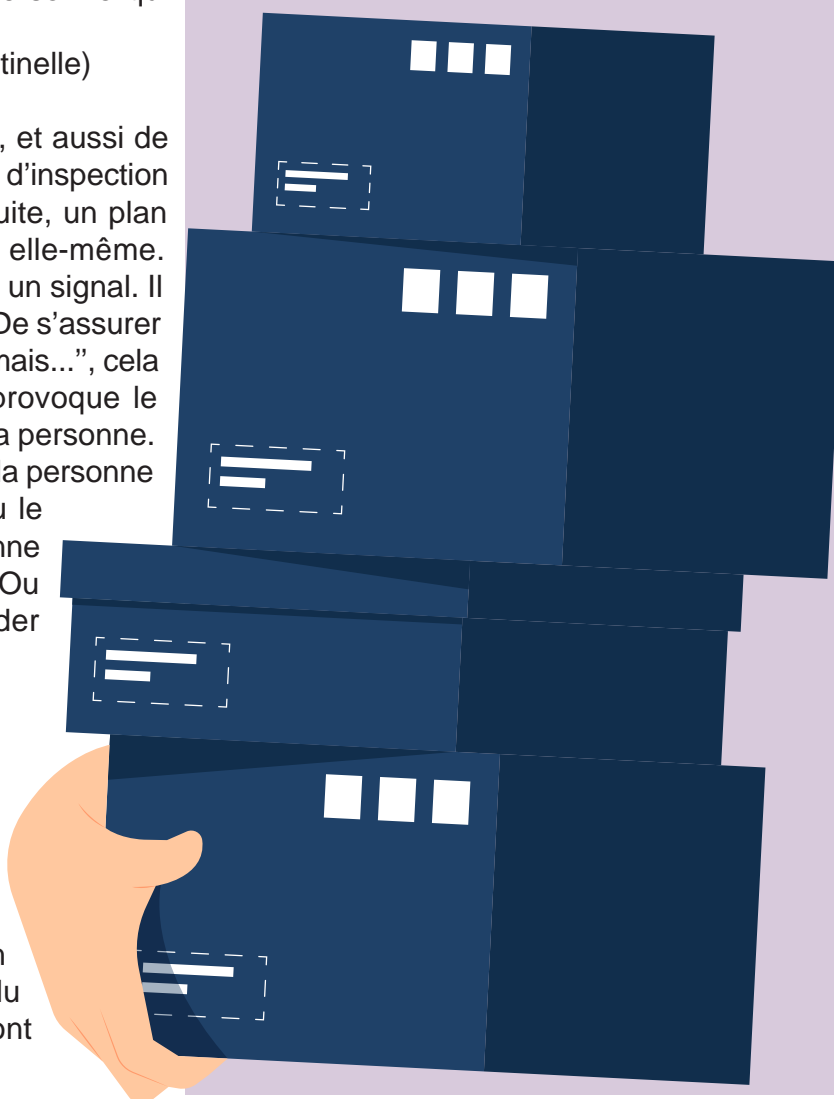 tinelle)
, et aussi de
d’inspection
uite, un plan
elle-même.
un signal. Il
De s’assurer
mais...”, cela
provoque le
a personne.
la personne
u le
nne
Ou
der
n
du
ont